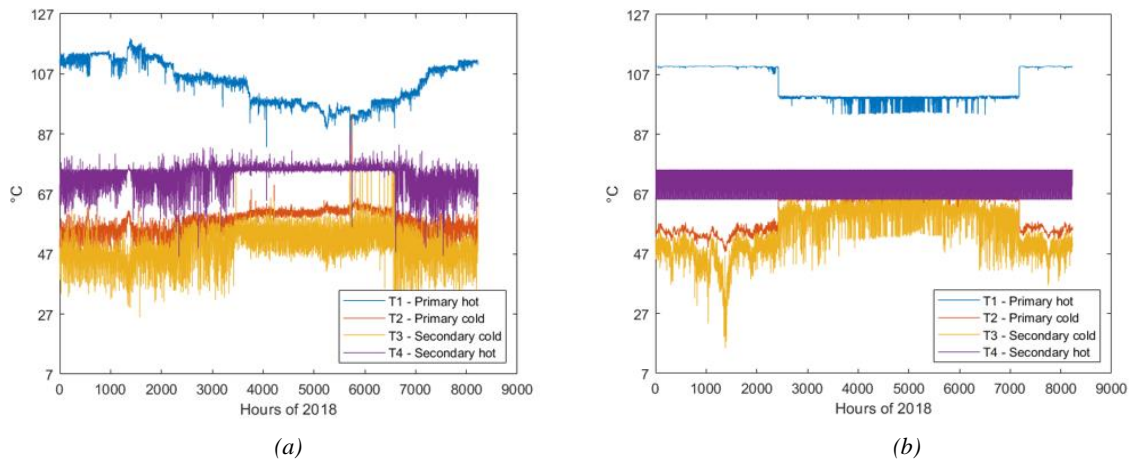 127
107
87
67
47
27
7
°C
T1 - Primary hot
T2 - Primary cold
T3 - Secondary cold
T4 - Secondary hot
0 1000 2000 3000 4000 5000 6000 7000 8000 9000
Hours of 2018
(a)
127
107
87
67
47
27
7
°C
T1 - Primary hot
T2 - Primary cold
T3 - Secondary cold
T4 - Secondary hot
0 1000 2000 3000 4000 5000 6000 7000 8000 9000
Hours of 2018
(b)